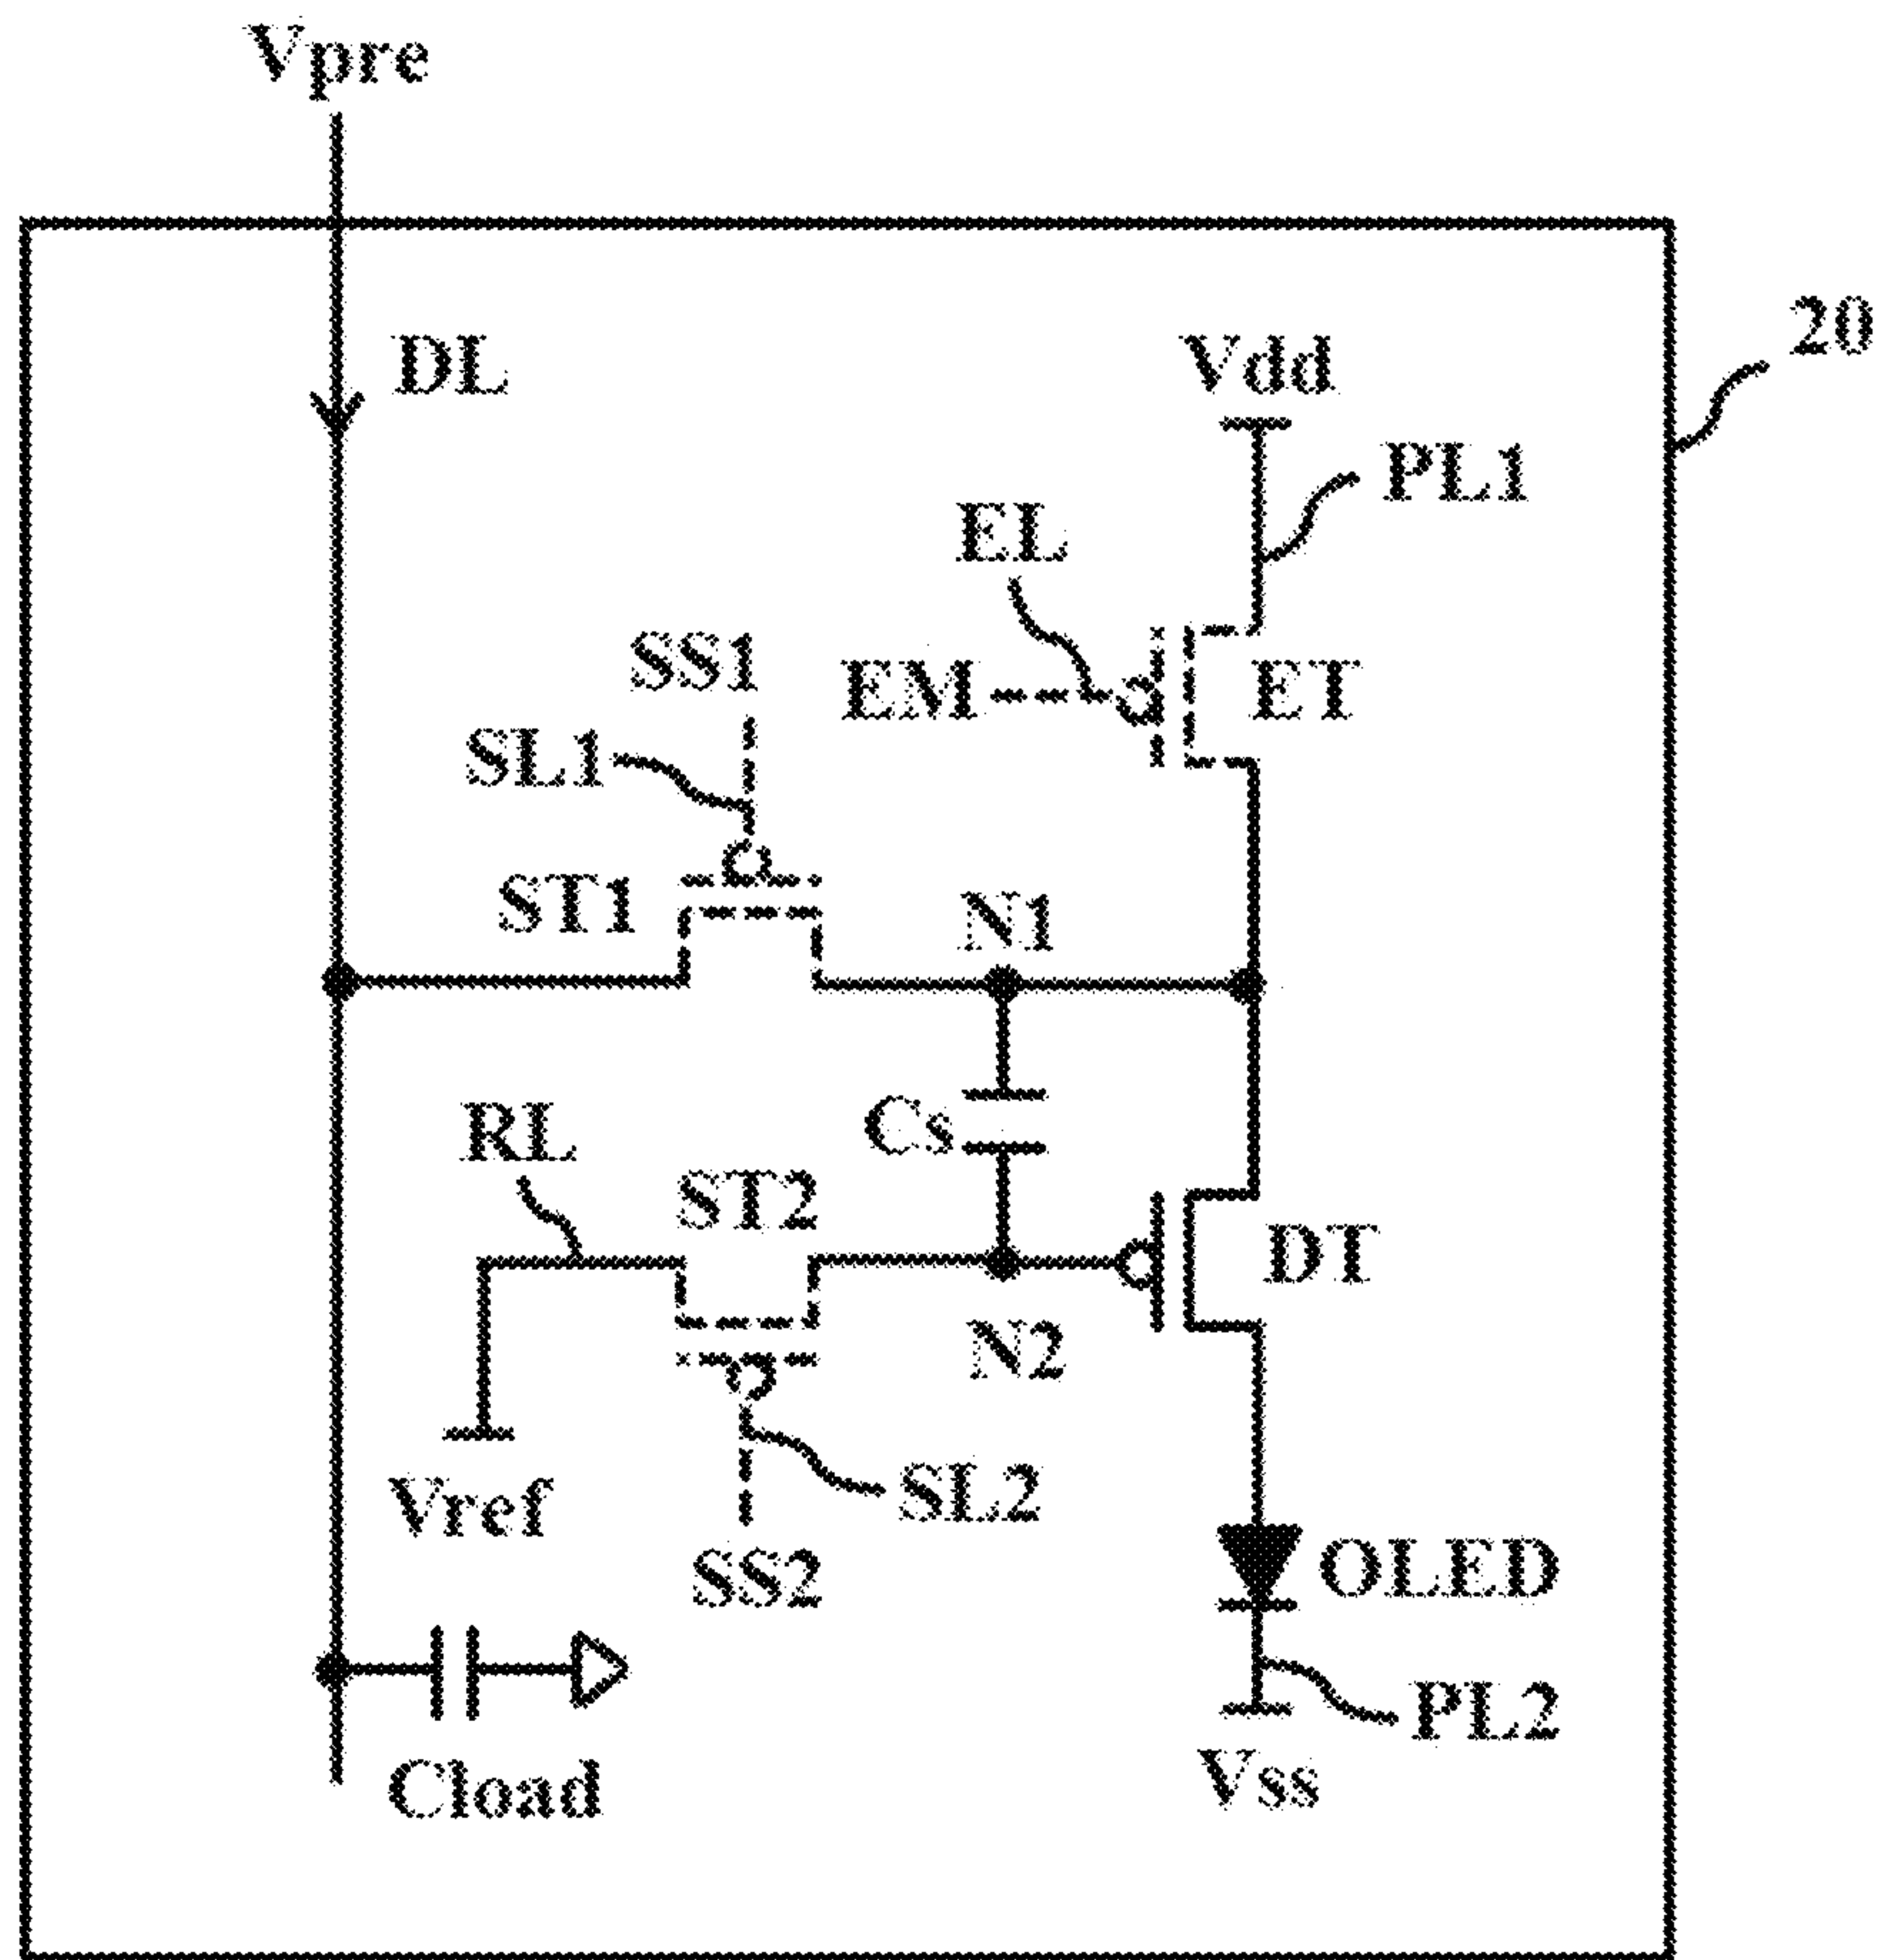 Vpre
20
DL
Vdd
PL1
EL
SS1
EM
ET
SL1
ST1
N1
Cs
RL
ST2
DT
N2
Vref
SL2
SS2
OLED
PL2
Cload
Vss